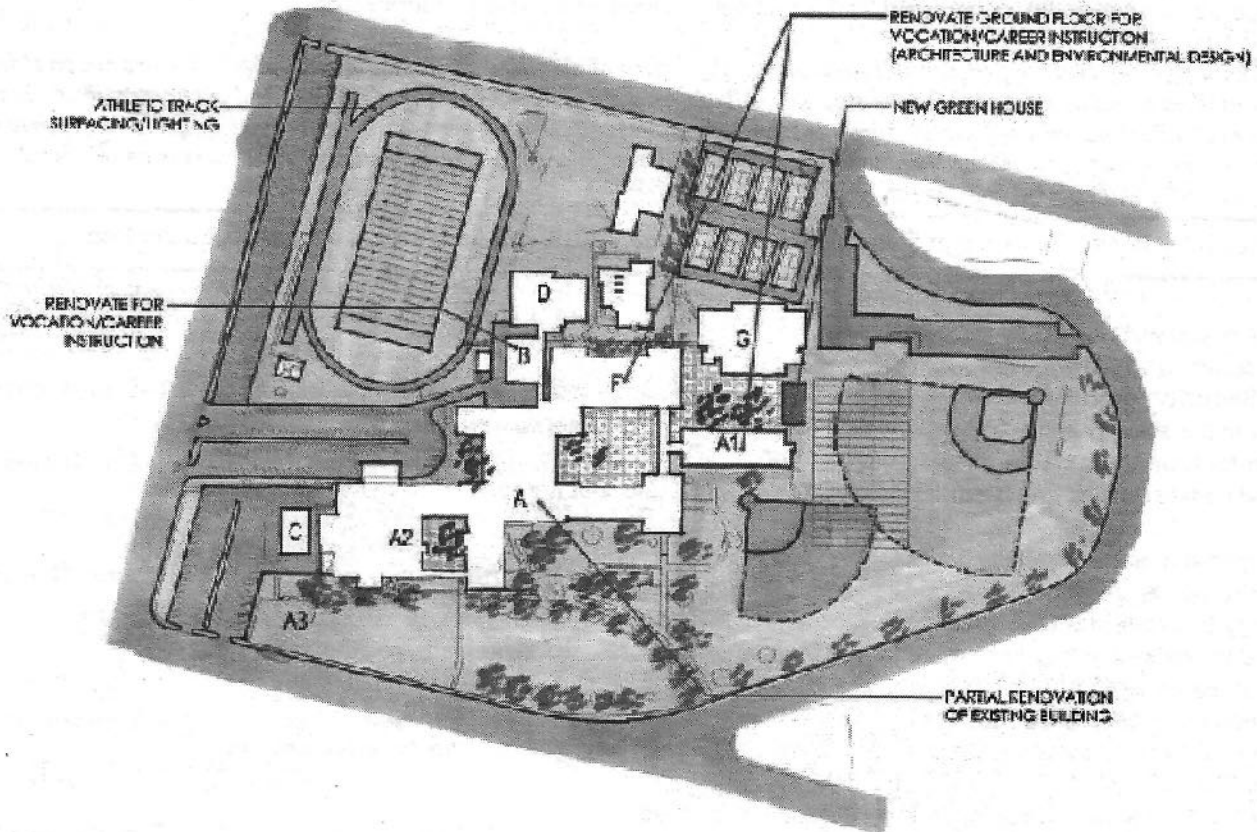 RENOVATE GROUND FLOOR FOR
VOCATION/CAREER INSTRUCTION
(ARCHITECTURE AND ENVIRONMENTAL DESIGN)
ATHLETIC TRACK
SURFACING/LIGHTING
NEW GREEN HOUSE
RENOVATE FOR
VOCATION/CAREER
INSTRUCTION
D
E
B
F
G
A1
A
C
A2
A3
PARTIAL RENOVATION
OF EXISTING BUILDING